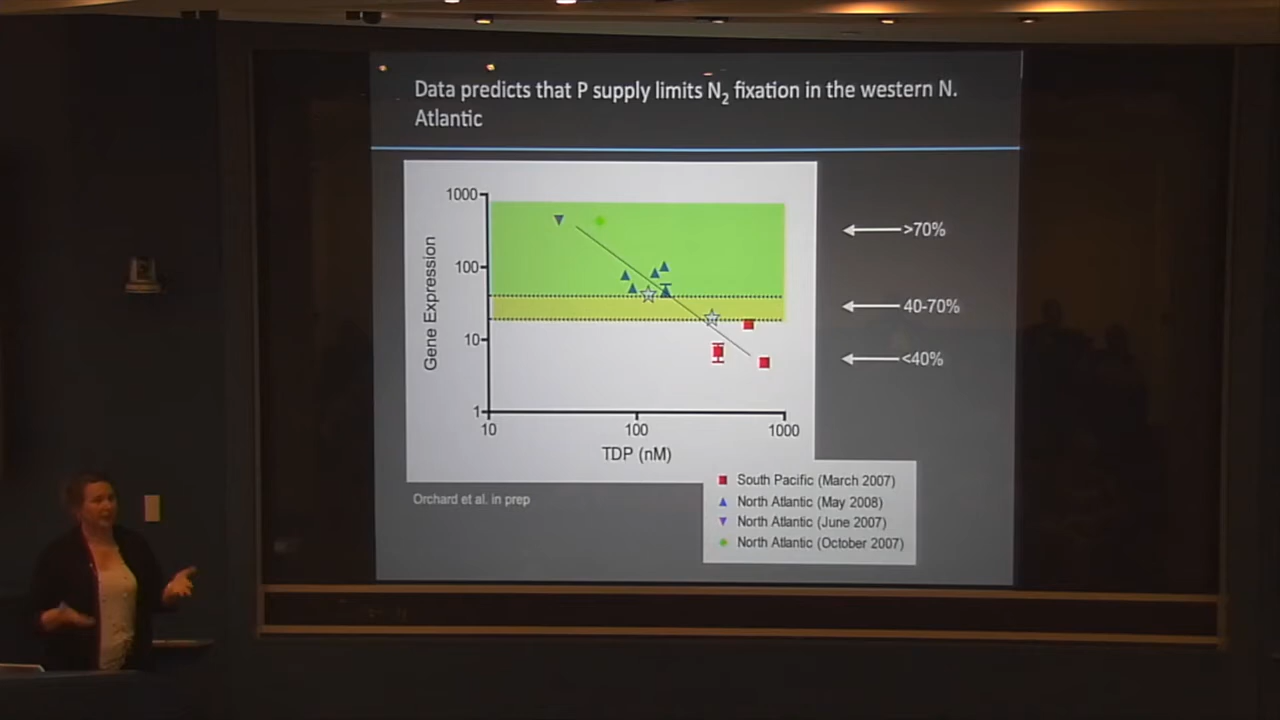 Data predicts that P supply limits N₂ fixation in the western N.
Atlantic
1000
100
10
1
Gene Expression
10 100 1000
TDP (nM)
>70%
40-70%
<40%
South Pacific (March 2007)
North Atlantic (May 2008)
North Atlantic (June 2007)
North Atlantic (October 2007)
Orchard et al. in prep